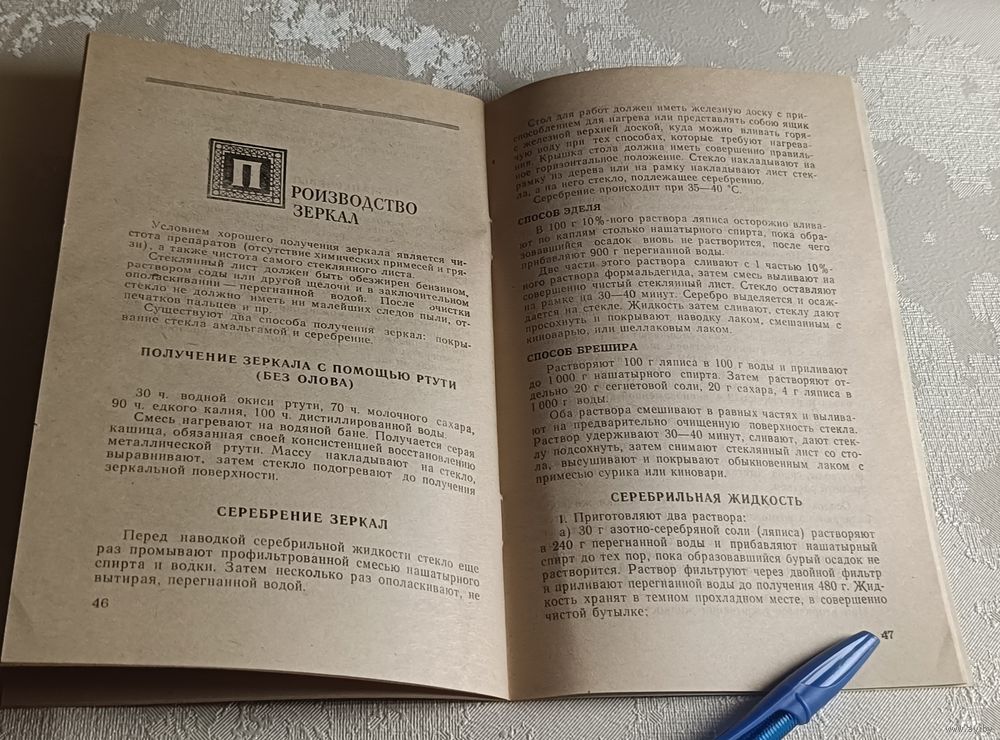 ПРОИЗВОДСТВО
ЗЕРКАЛ
Условием хорошего получения зеркала является чи-
стота препаратов (отсутствие химических примесей и гря-
зи), а также чистота самого стеклянного листа.
Стеклянный лист должен быть обезжирен бензином,
раствором соды или другой щелочи и в заключительном
ополаскивании — перегнанной водой. После очистки
стекло не должно иметь ни малейших следов пыли, от-
печатков пальцев и пр.
Существуют два способа получения зеркал: покры-
вание стекла амальгамой и серебрение.
ПОЛУЧЕНИЕ ЗЕРКАЛА С ПОМОЩЬЮ РТУТИ
(БЕЗ ОЛОВА)
30 ч. водной окиси ртути, 70 ч. молочного сахара,
90 ч. едкого калия, 100 ч. дистиллированной воды.
Смесь нагревают на водяной бане. Получается серая
кашица, обязанная своей консистенцией восстановлению
металлической ртути. Массу накладывают на стекло,
выравнивают, затем стекло подогревают до получения
зеркальной поверхности.
СЕРЕБРЕНИЕ ЗЕРКАЛ
Перед наводкой серебрильной жидкости стекло еще
раз промывают профильтрованной смесью нашатырного
спирта и водки. Затем несколько раз ополаскивают, не
вытирая, перегнанной водой.
46
Стол для работ должен иметь железную доску с при-
способлением для нагрева или представлять собою ящик
с железной верхней доской, куда можно вливать горя-
чую воду при тех способах, которые требуют нагрева-
ния. Крышка стола должна иметь совершенно правиль-
ное горизонтальное положение. Стекло накладывают на
рамку из дерева или на рамку накладывают лист стек-
ла, а на него стекло, подлежащее серебрению.
Серебрение происходит при 35—40 °С.
СПОСОБ ЭДЕЛЯ
В 100 г 10%-ного раствора ляписа осторожно влива-
ют по каплям столько нашатырного спирта, пока обра-
зовавшийся осадок вновь не растворится, после чего
прибавляют 900 г перегнанной воды.
Две части этого раствора сливают с 1 частью 10%-
ного раствора формальдегида, затем смесь выливают на
совершенно чистый стеклянный лист. Стекло оставляют
на рамке на 30—40 минут. Серебро выделяется и осаж-
дается на стекле. Жидкость затем сливают, стеклу дают
просохнуть и покрывают наводку лаком, смешанным с
киноварью, или шеллаковым лаком.
СПОСОБ БРЕШИРА
Растворяют 100 г ляписа в 100 г воды и приливают
до 1 000 г нашатырного спирта. Затем растворяют от-
дельно 20 г сегнетовой соли, 20 г сахара, 4 г ляписа в
1 000 г воды.
Оба раствора смешивают в равных частях и вылива-
ют на предварительно очищенную поверхность стекла.
Раствор удерживают 30—40 минут, сливают, дают стек-
лу подсохнуть, затем снимают стеклянный лист со сто-
ла, высушивают и покрывают обыкновенным лаком с
примесью сурика или киновари.
СЕРЕБРИЛЬНАЯ ЖИДКОСТЬ
1. Приготовляют два раствора:
а) 30 г азотно-серебряной соли (ляписа) растворяют
в 240 г перегнанной воды и прибавляют нашатырный
спирт до тех пор, пока образовавшийся бурый осадок не
растворится. Раствор фильтруют через двойной фильтр
и приливают перегнанной воды до получения 480 г. Жид-
кость хранят в темном прохладном месте, в совершенно
чистой бутылке;
47